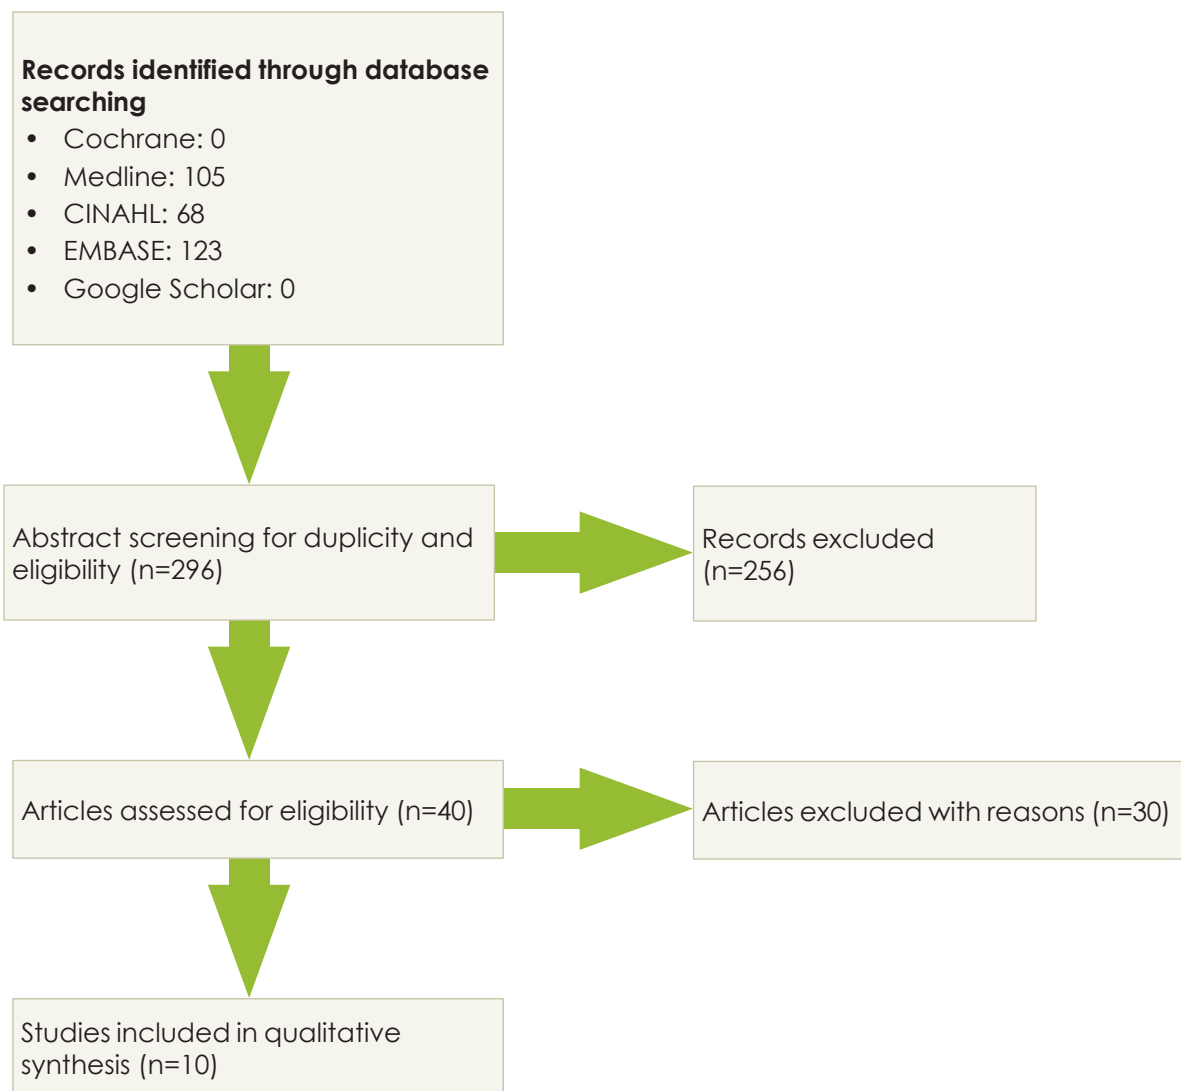 Records identified through database
searching
• Cochrane: 0
• Medline: 105
• CINAHL: 68
• EMBASE: 123
• Google Scholar: 0
Abstract screening for duplicity and
eligibility (n=296)
Records excluded
(n=256)
Articles assessed for eligibility (n=40)
Articles excluded with reasons (n=30)
Studies included in qualitative
synthesis (n=10)